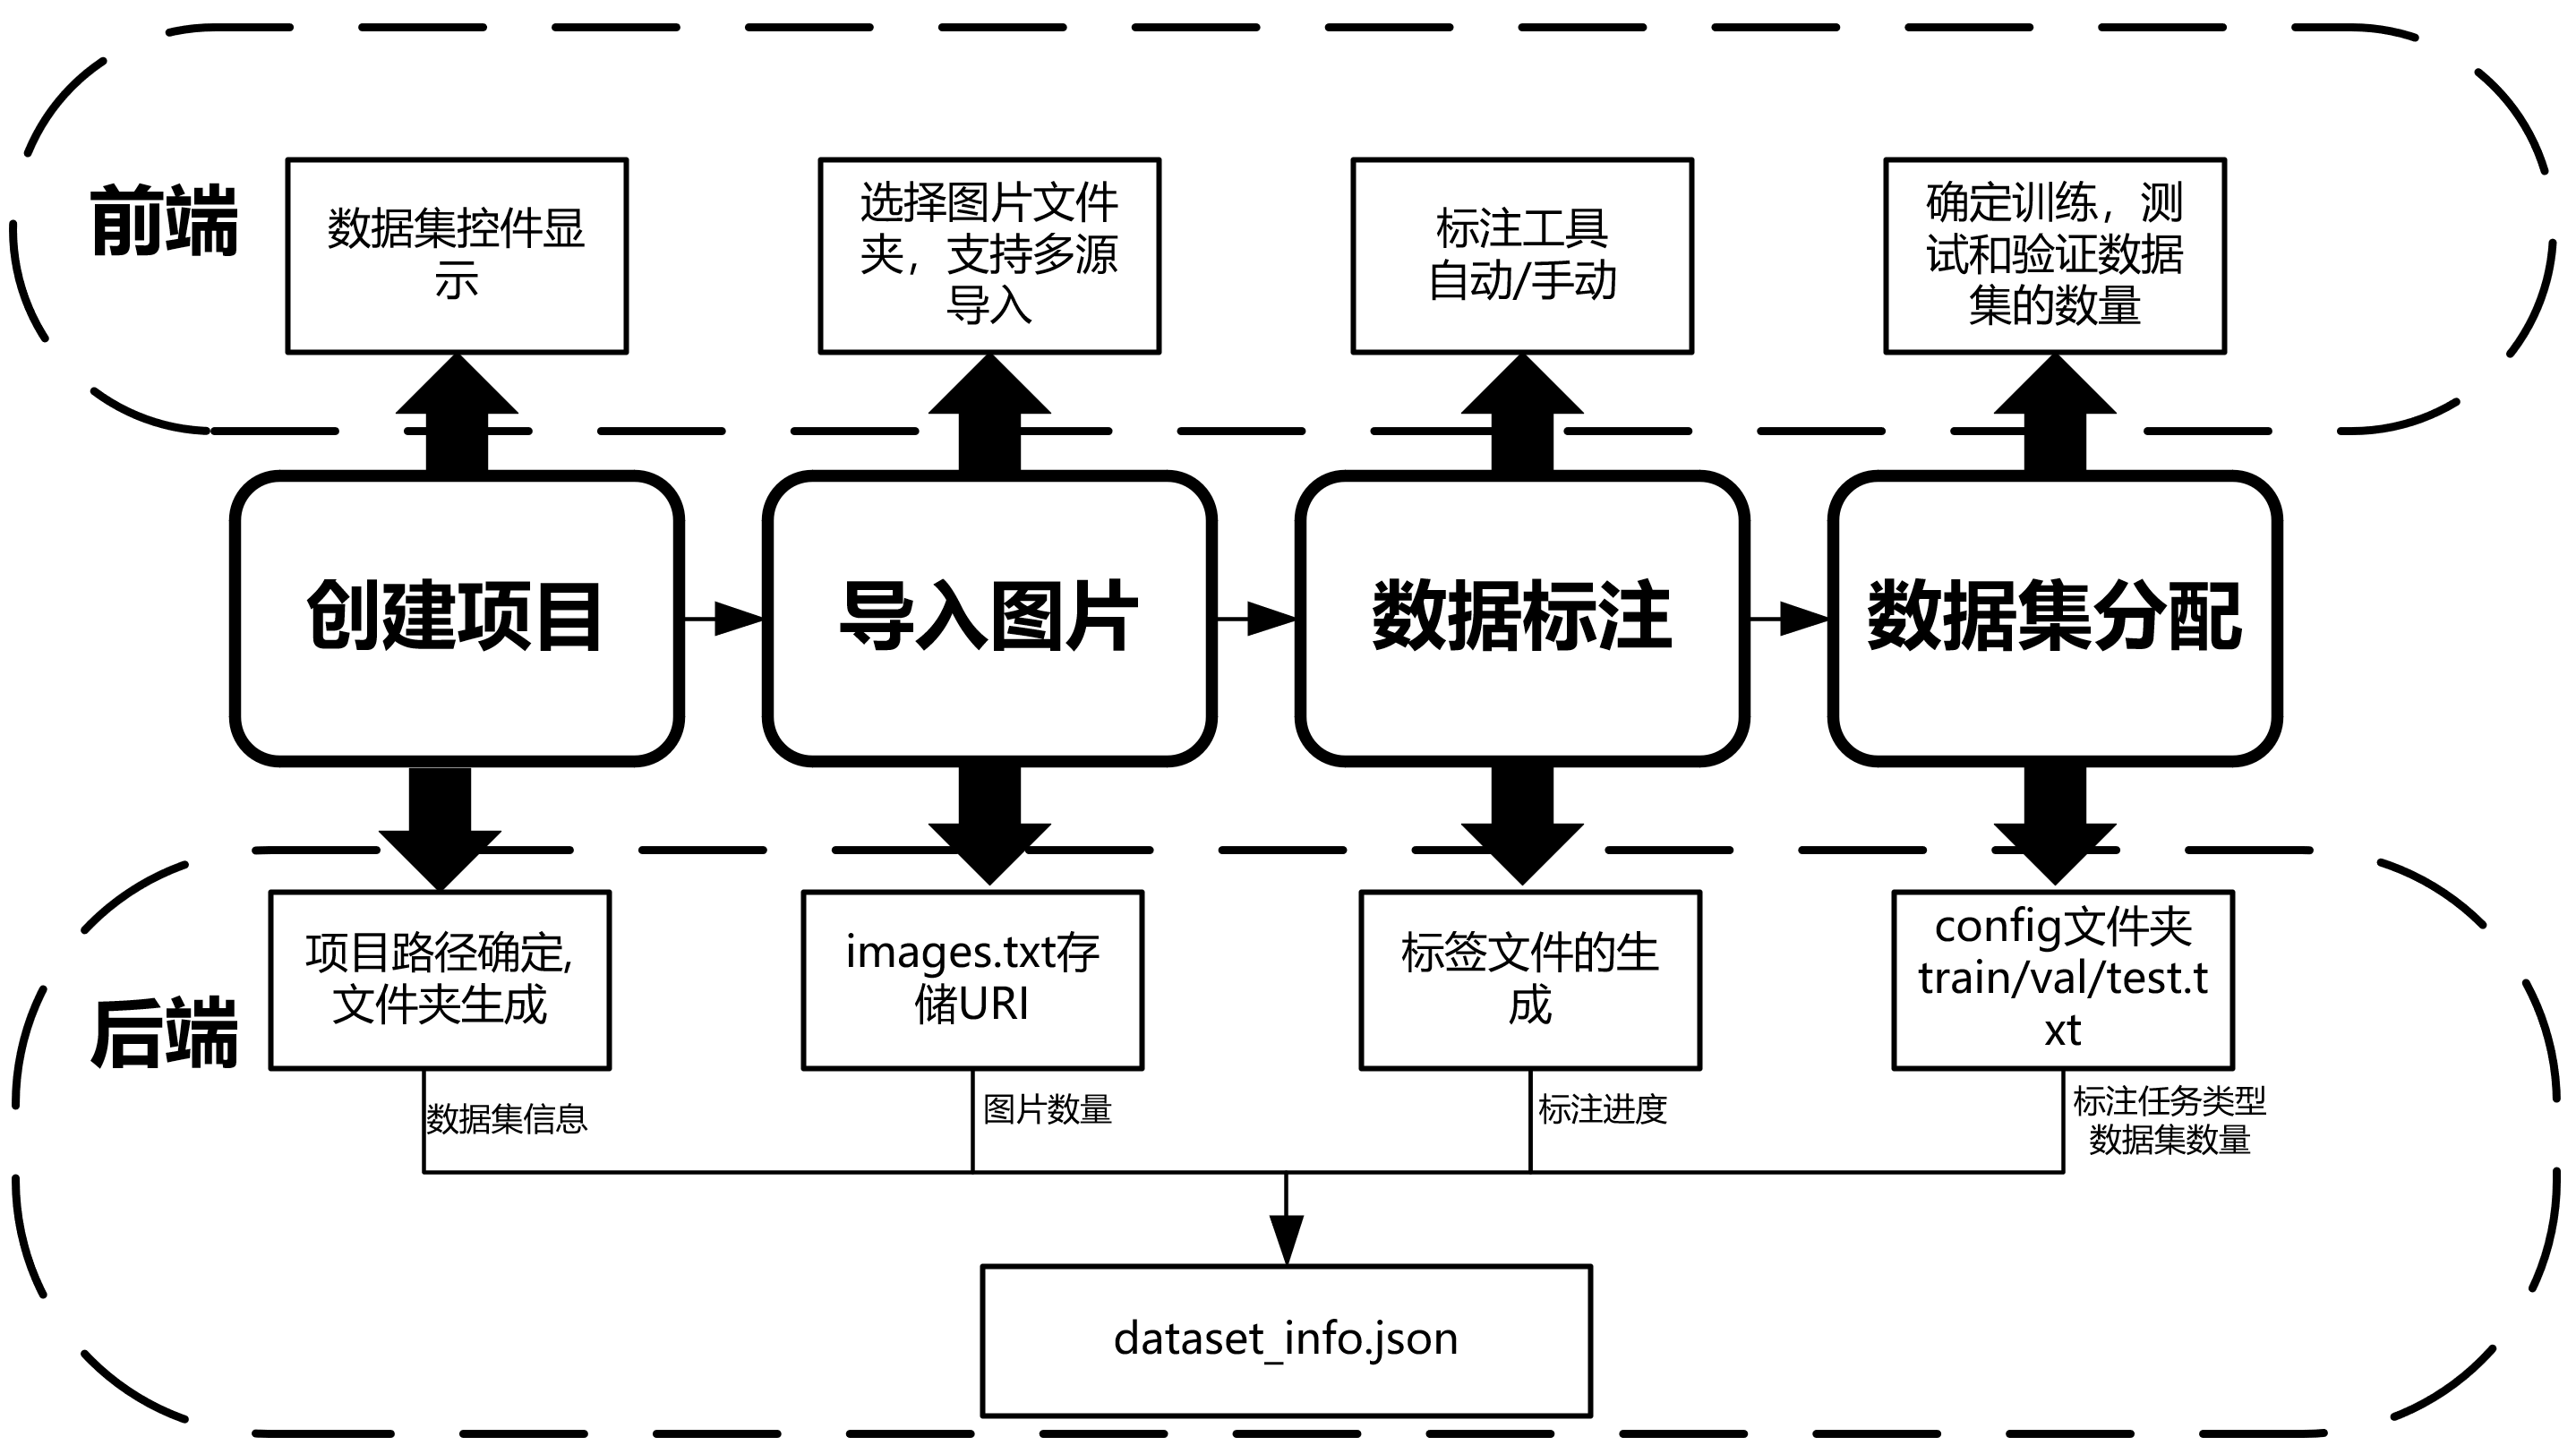 前端
数据集控件显
示
选择图片文件
夹，支持多源
导入
标注工具
自动/手动
确定训练，测
试和验证数据
集的数量
创建项目
导入图片
数据标注
数据集分配
后端
项目路径确定,
文件夹生成
images.txt存
储URI
标签文件的生
成
config文件夹
train/val/test.t
xt
数据集信息
图片数量
标注进度
标注任务类型
数据集数量
dataset_info.json